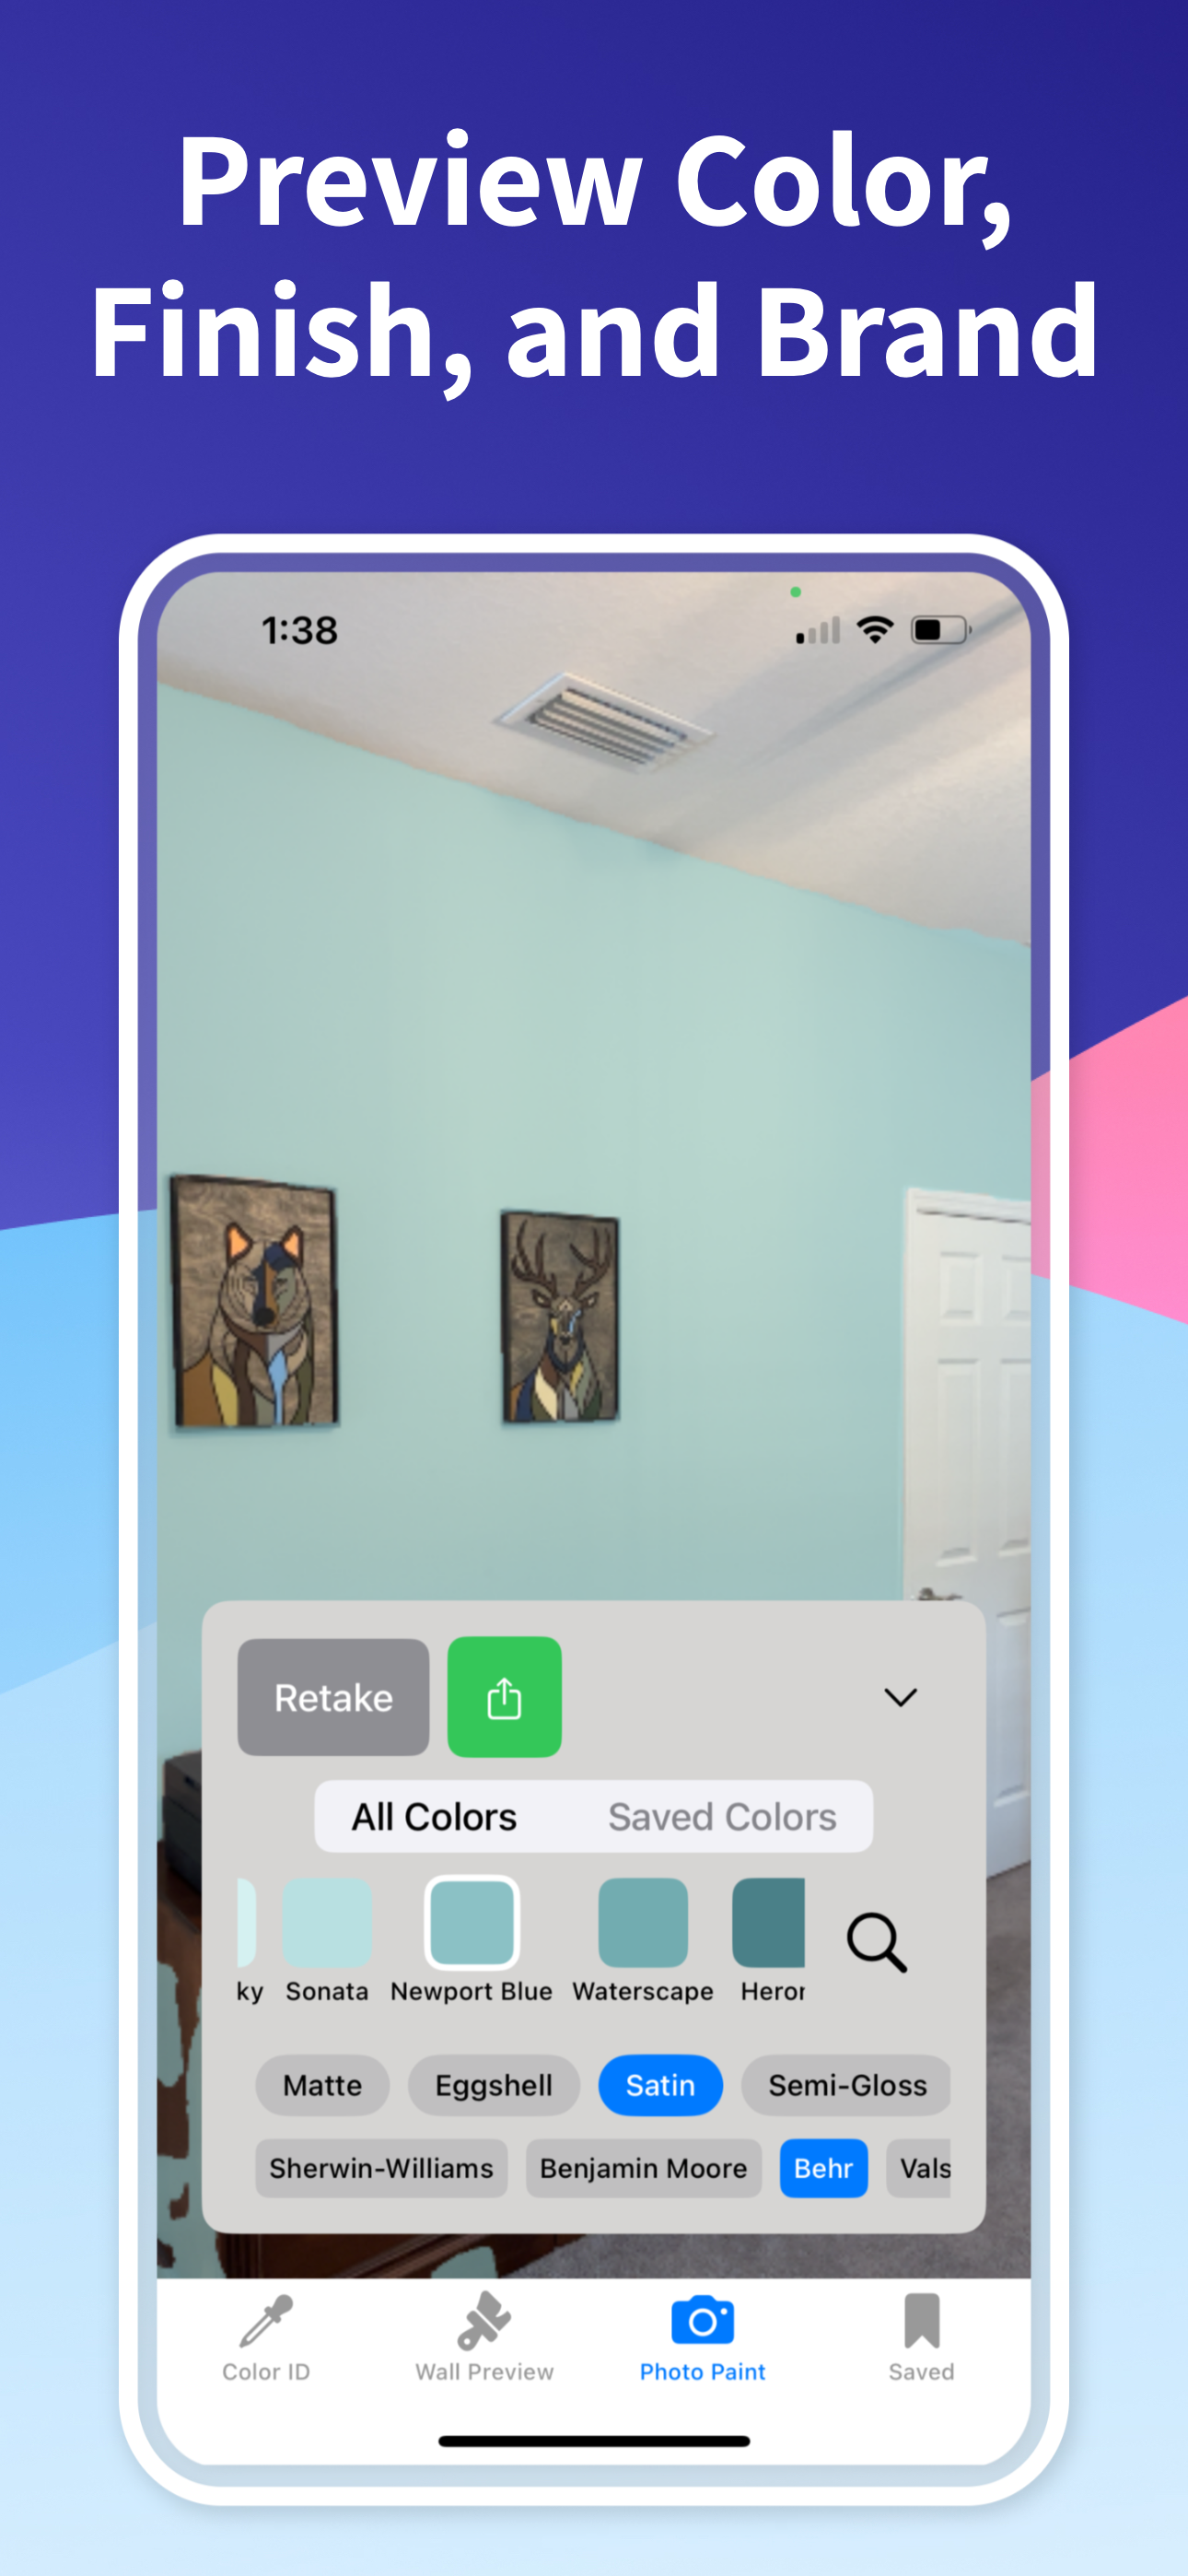 Preview Color,
Finish, and Brand
1:38
Retake
All Colors Saved Colors
ky Sonata Newport Blue Waterscape Heron
Matte Eggshell Satin Semi-Gloss
Sherwin-Williams Benjamin Moore Behr Vals
Color ID Wall Preview Photo Paint Saved